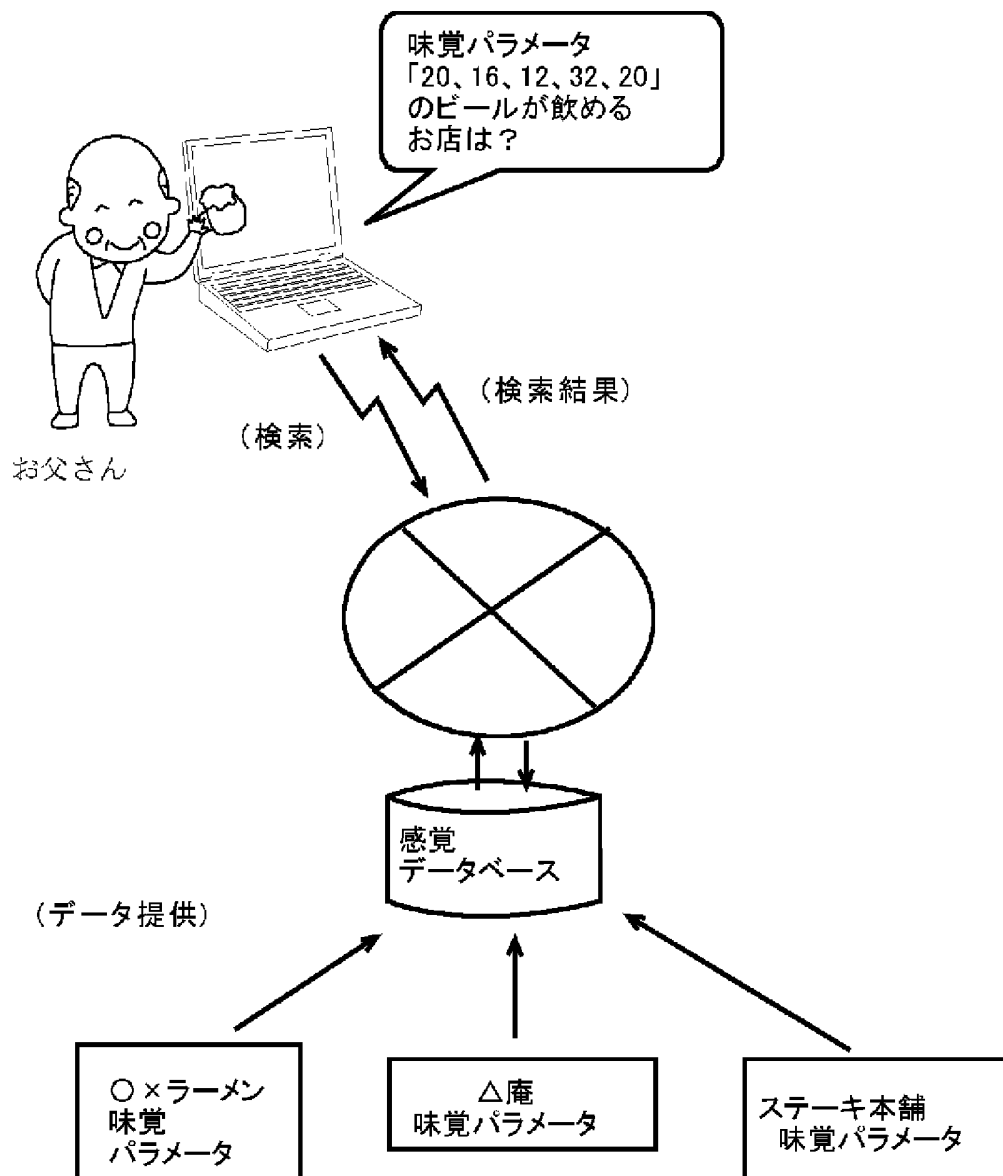 味覚パラメータ
「20、16、12、32、20」
のビールが飲める
お店は？
（検索結果）
（検索）
お父さん
感覚
データベース
（データ提供）
○×ラーメン
味覚
パラメータ
△庵
味覚パラメータ
ステーキ本舗
味覚パラメータ